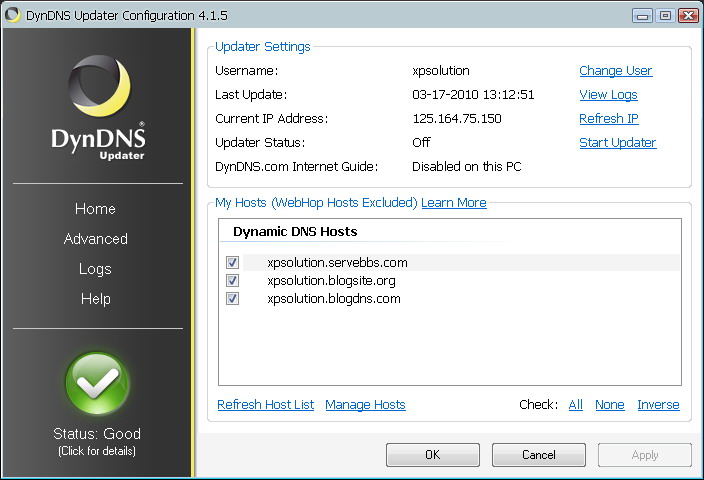 DynDNS Updater Configuration 4.1.5
DynDNS®
Updater
Home
Advanced
Logs
Help
Status: Good
(Click for details)
Updater Settings
Username: xpsolution Change User
Last Update: 03-17-2010 13:12:51 View Logs
Current IP Address: 125.164.75.150 Refresh IP
Updater Status: Off Start Updater
DynDNS.com Internet Guide: Disabled on this PC
My Hosts (WebHop Hosts Excluded) Learn More
Dynamic DNS Hosts
xpsolution.servebbs.com
xpsolution.blogsite.org
xpsolution.blogdns.com
Refresh Host List Manage Hosts Check: All None Inverse
OK Cancel Apply